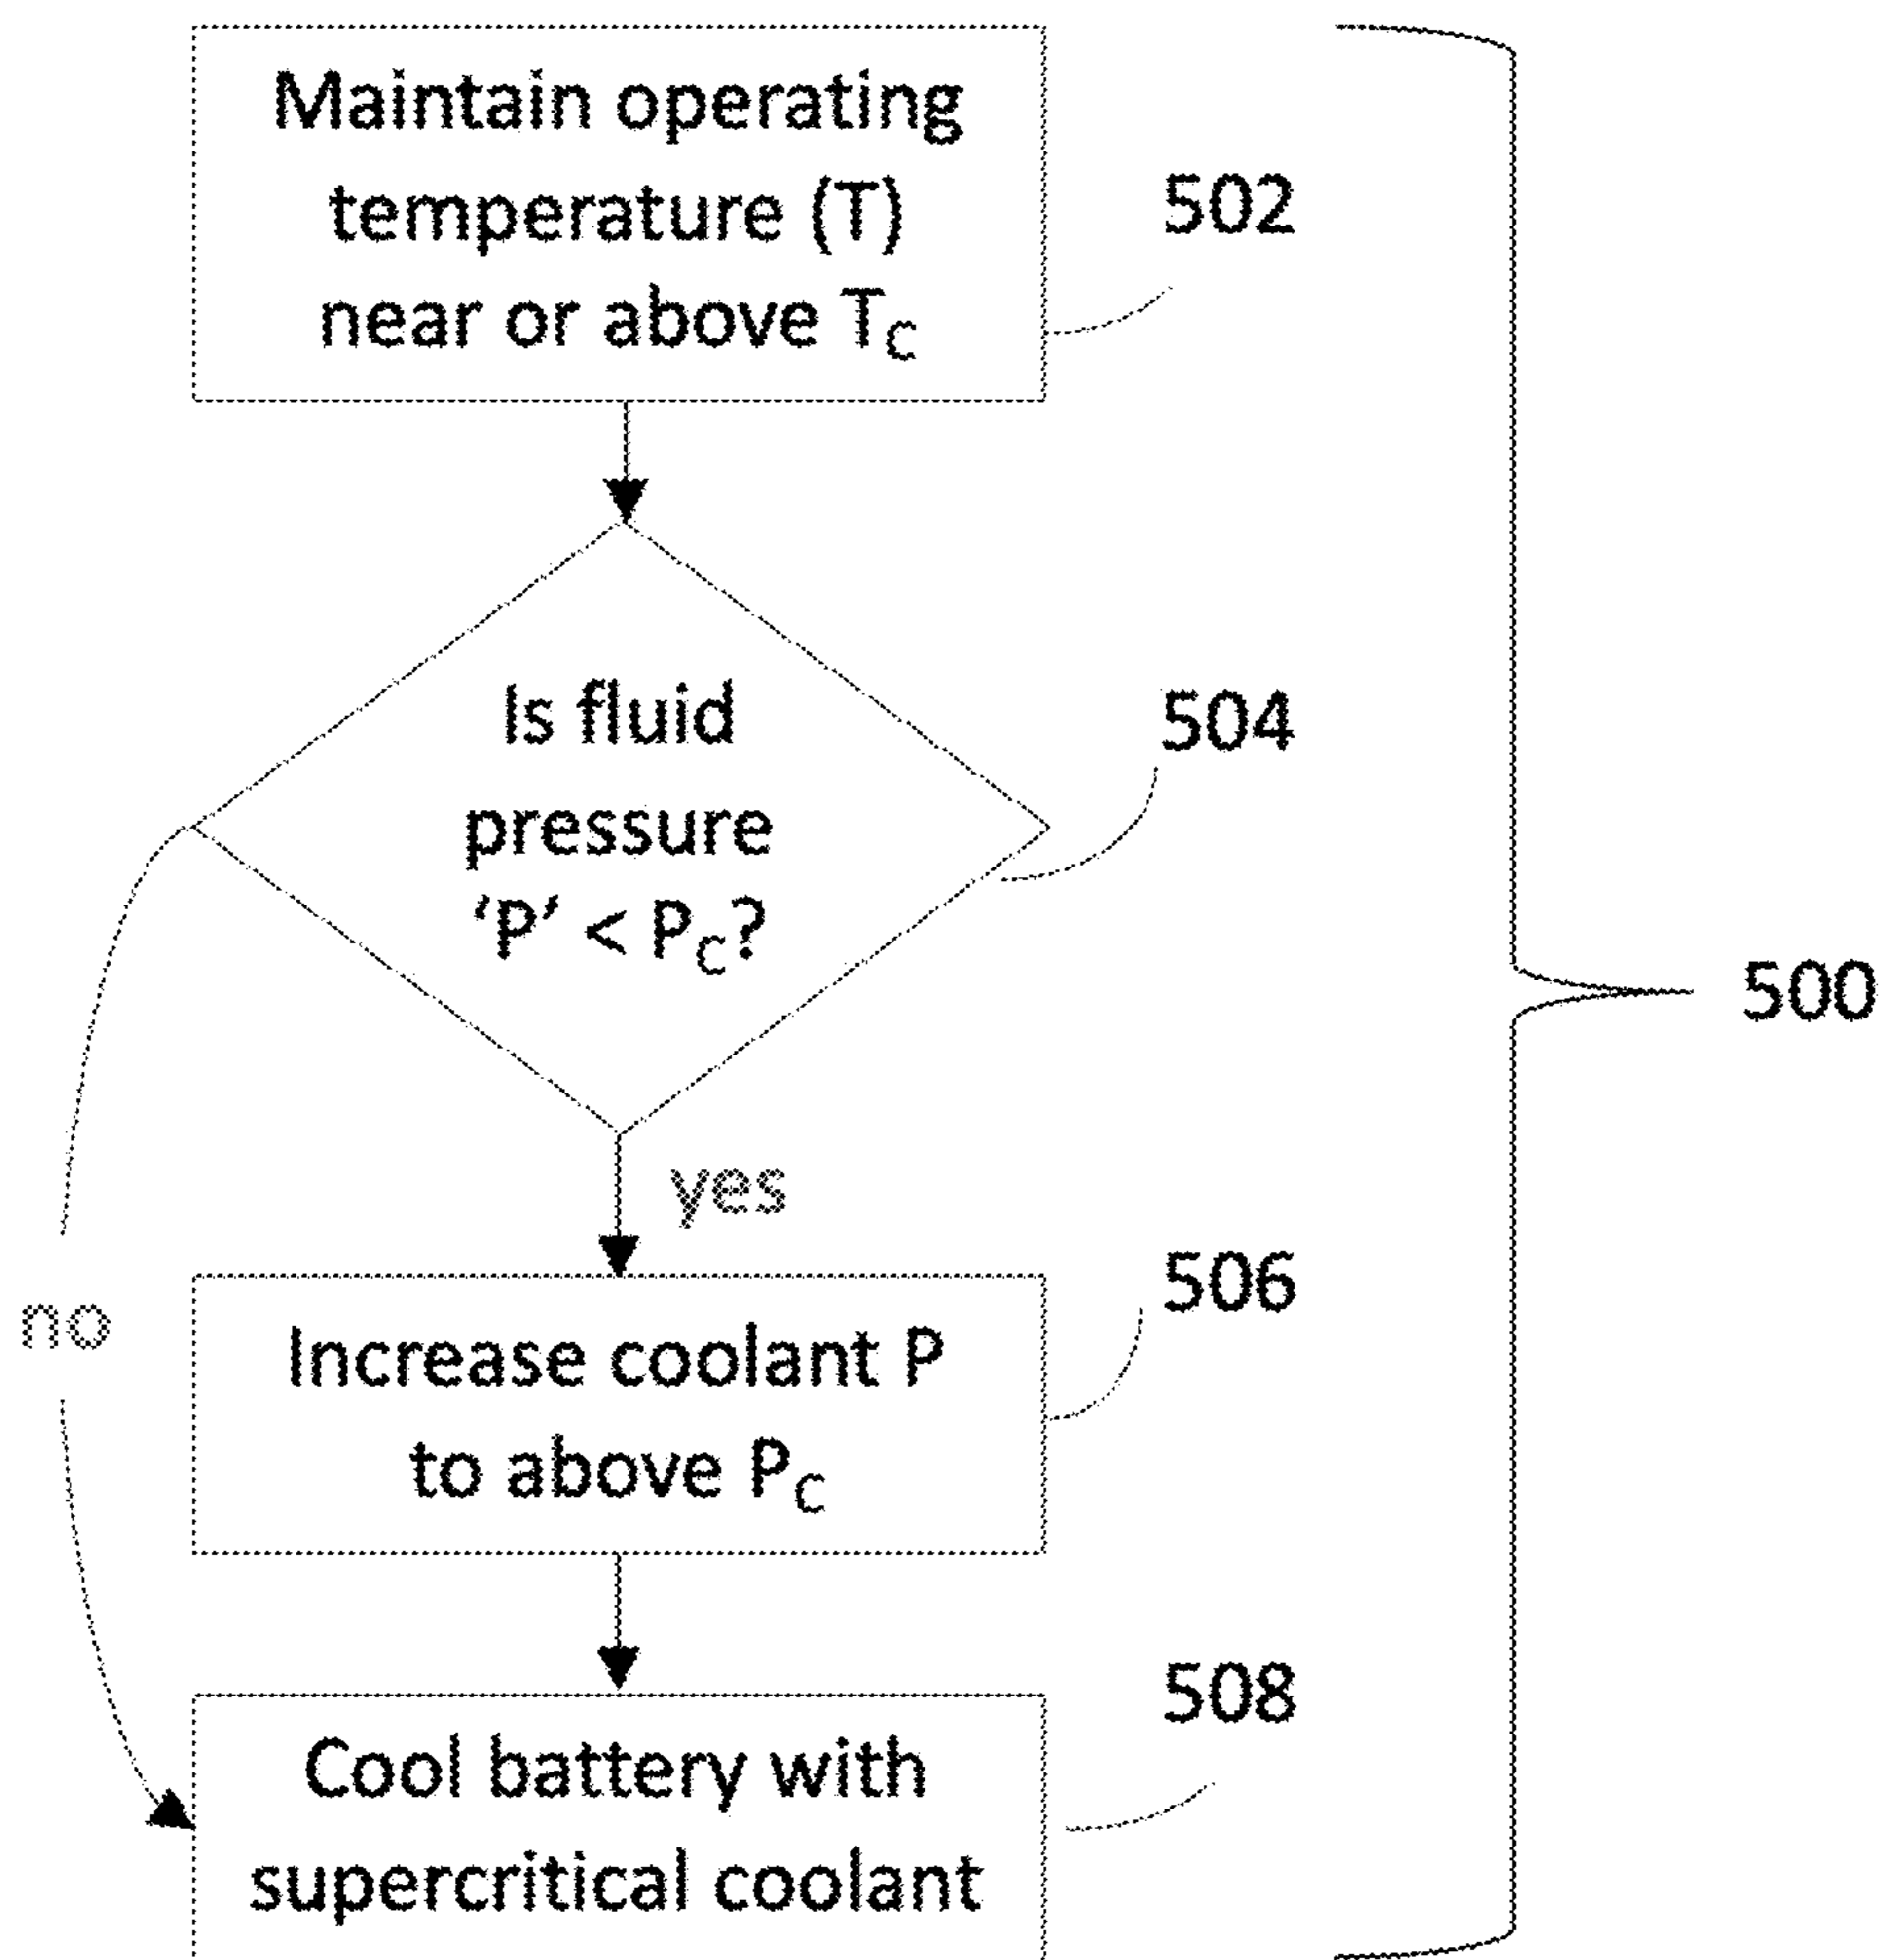 Maintain operating
temperature (T)
near or above T_C
502
Is fluid
pressure
‘P’ < P_C?
504
500
yes
no
Increase coolant P
to above P_C
506
Cool battery with
supercritical coolant
508